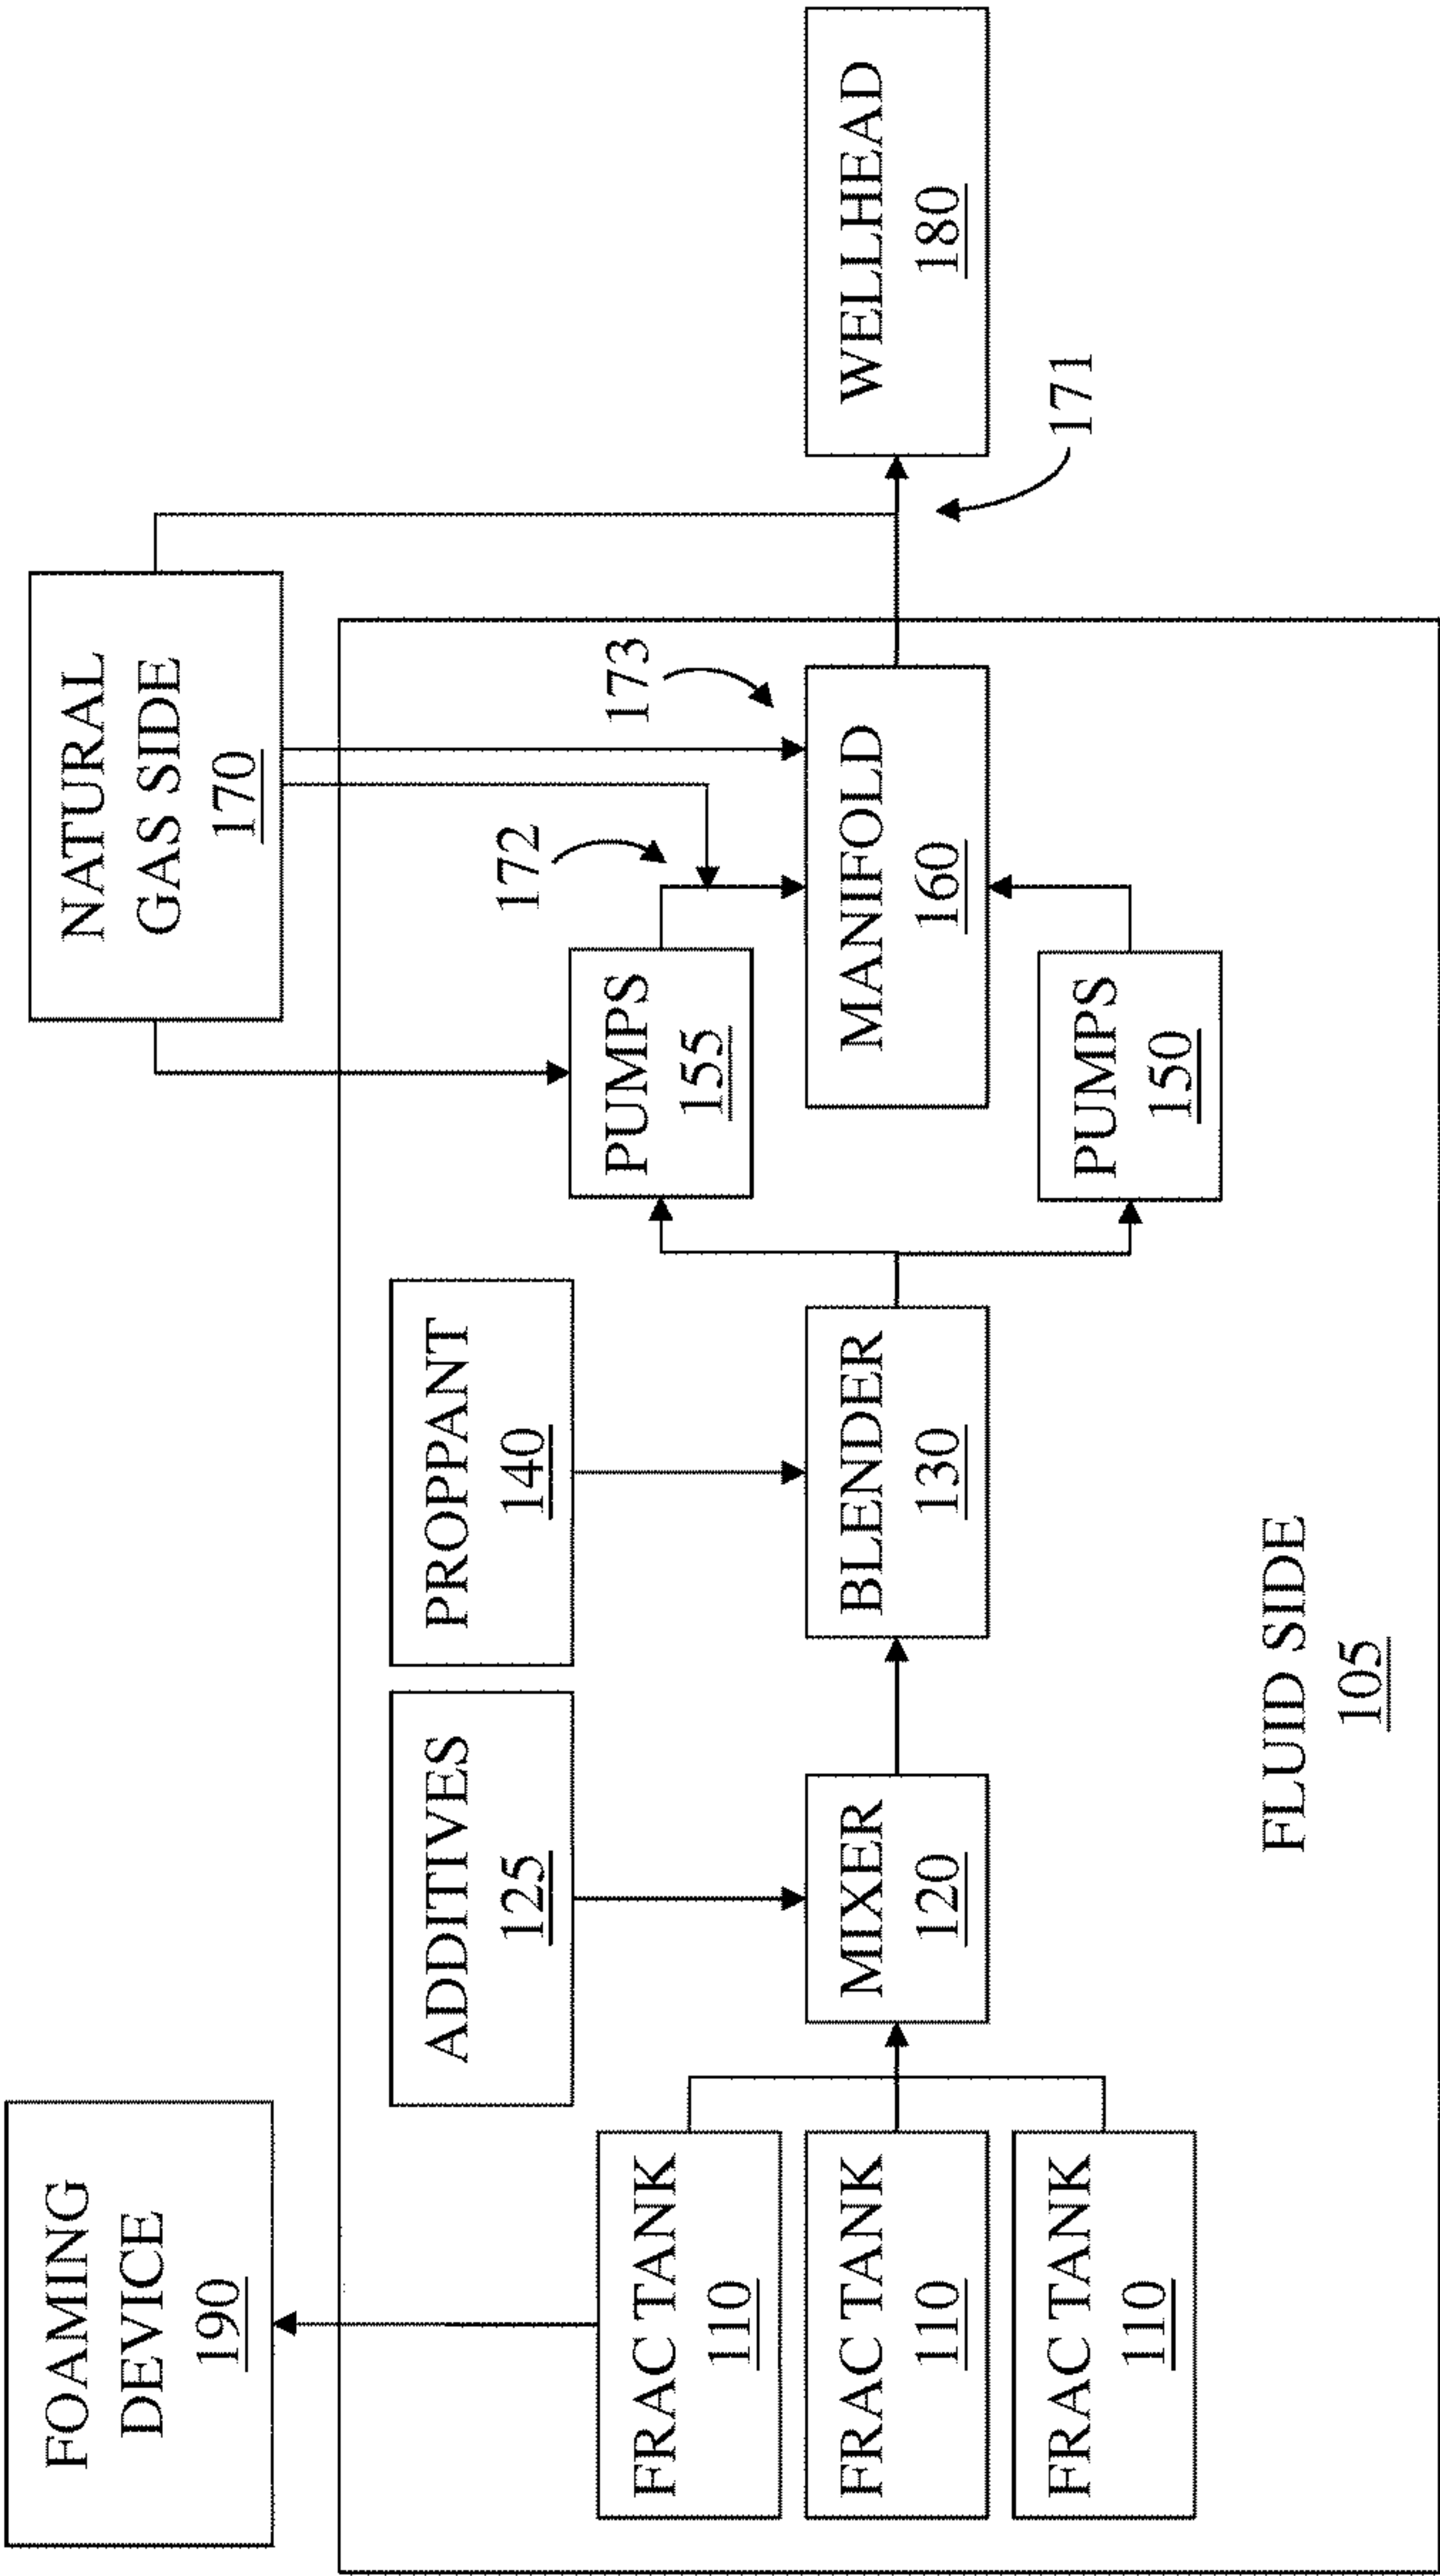 FOAMING
DEVICE
190
NATURAL
GAS SIDE
170
ADDITIVES
125
PROPPANT
140
172
173
FRAC TANK
110
PUMPS
155
FRAC TANK
110
MIXER
120
BLENDER
130
MANIFOLD
160
WELLHEAD
180
FRAC TANK
110
PUMPS
150
171
FLUID SIDE
105